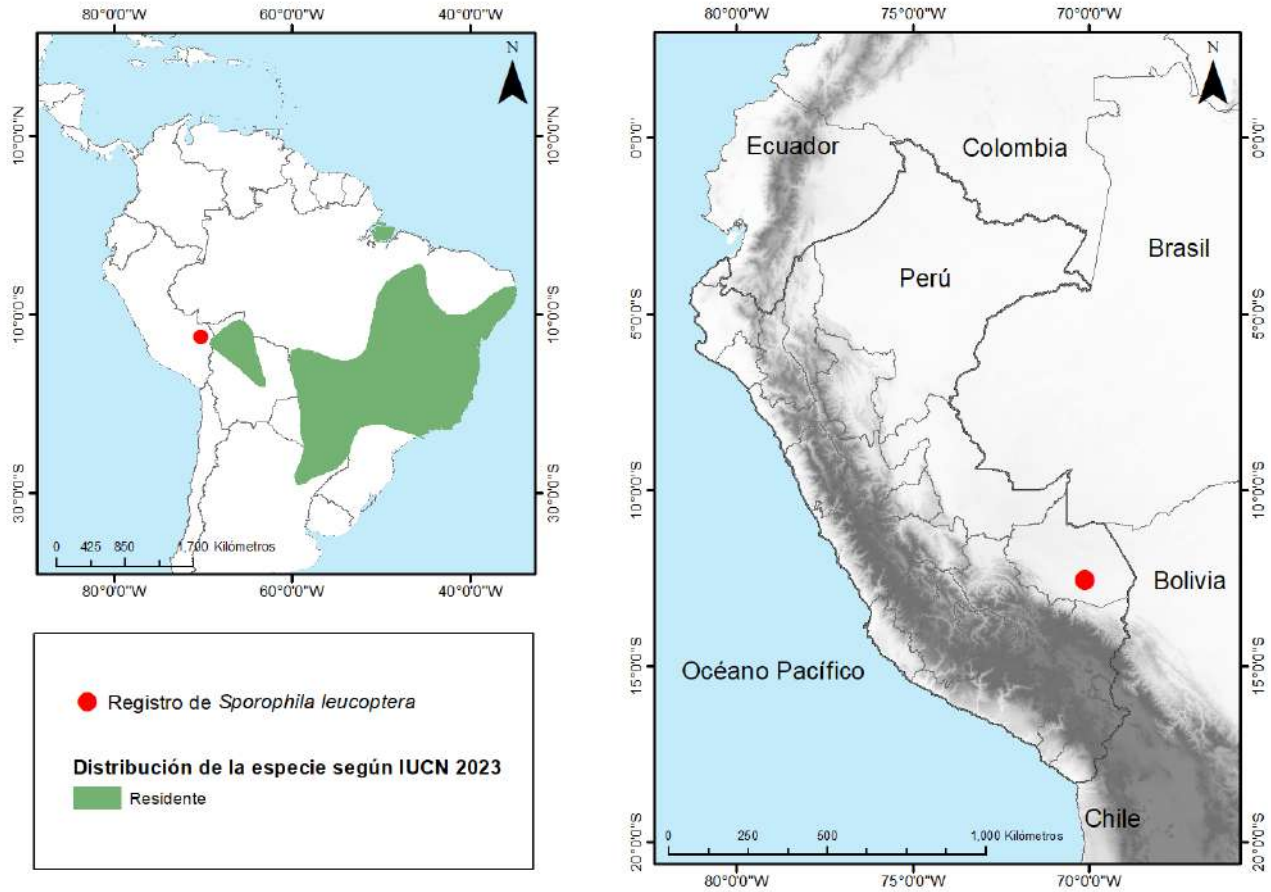 80°0'0"W 60°0'0"W 40°0'0"W
N
10°0'0"N 10°0'0"N
10°0'0"S 10°0'0"S
30°0'0"S 30°0'0"S
0 425 850 1,700 Kilómetros
80°0'0"W 60°0'0"W 40°0'0"W
Registro de Sporophila leucoptera
Distribución de la especie según IUCN 2023
Residente
80°0'0"W 75°0'0"W 70°0'0"W
N
0°0'0" 0°0'0"
Ecuador
Colombia
Brasil
Perú
5°0'0"S 5°0'0"S
10°0'0"S 10°0'0"S
Bolivia
Océano Pacífico
15°0'0"S 15°0'0"S
Chile
0 250 500 1,000 Kilómetros
20°0'0"S 20°0'0"S
80°0'0"W 75°0'0"W 70°0'0"W